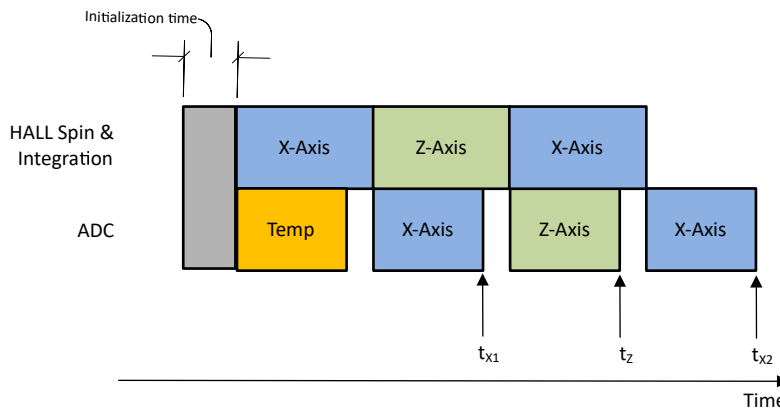 Initialization time
HALL Spin &
Integration
X-Axis
Z-Axis
X-Axis
ADC
Temp
X-Axis
Z-Axis
X-Axis
tX1
tZ
tX2
Time